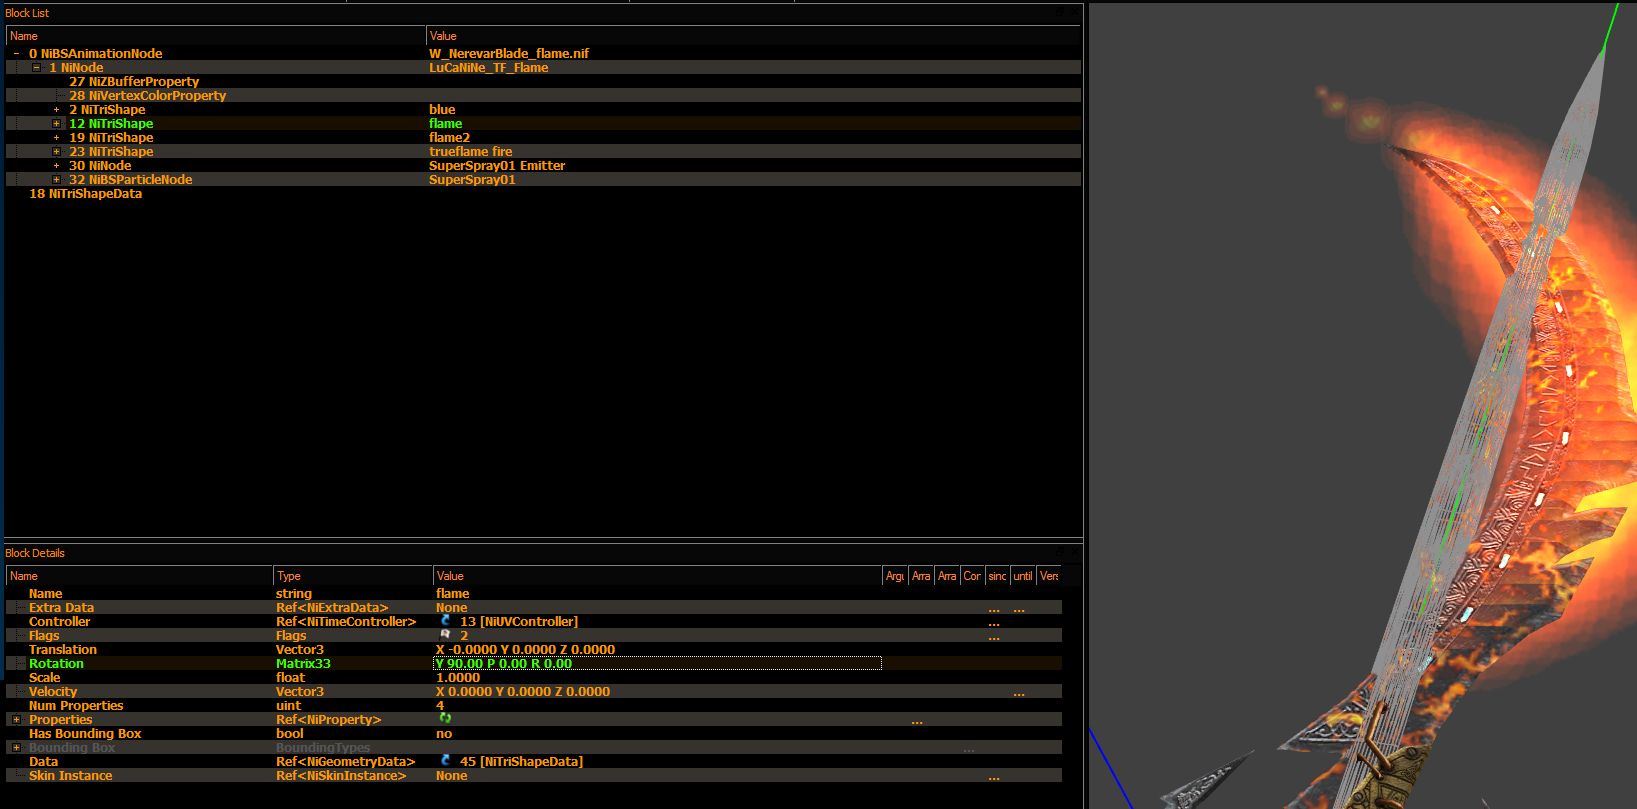 Block List
Name Value
- 0 NiBSAnimationNode W_NerevarBlade_flame.nif
1 NiNode LuCaNiNe_TF_Flame
27 NiZBufferProperty
28 NiVertexColorProperty
+ 2 NiTriShape blue
+ 12 NiTriShape flame
+ 19 NiTriShape flame2
+ 23 NiTriShape trueflame fire
+ 30 NiNode SuperSpray01 Emitter
+ 32 NiBSParticleNode SuperSpray01
18 NiTriShapeData
Block Details
Name Type Value Argu Arra Arra Cor sinc until Vers
Name string flame
Extra Data Ref<NiExtraData> None ... ...
Controller Ref<NiTimeController> 13 [NiUVController] ...
Flags Flags 2 ...
Translation Vector3 X -0.0000 Y 0.0000 Z 0.0000
Rotation Matrix33 Y 90.00 P 0.00 R 0.00
Scale float 1.0000
Velocity Vector3 X 0.0000 Y 0.0000 Z 0.0000 ...
Num Properties uint 4
+ Properties Ref<NiProperty> ...
Has Bounding Box bool no
+ Bounding Box BoundingTypes ...
Data Ref<NiGeometryData> 45 [NiTriShapeData]
Skin Instance Ref<NiSkinInstance> None ...